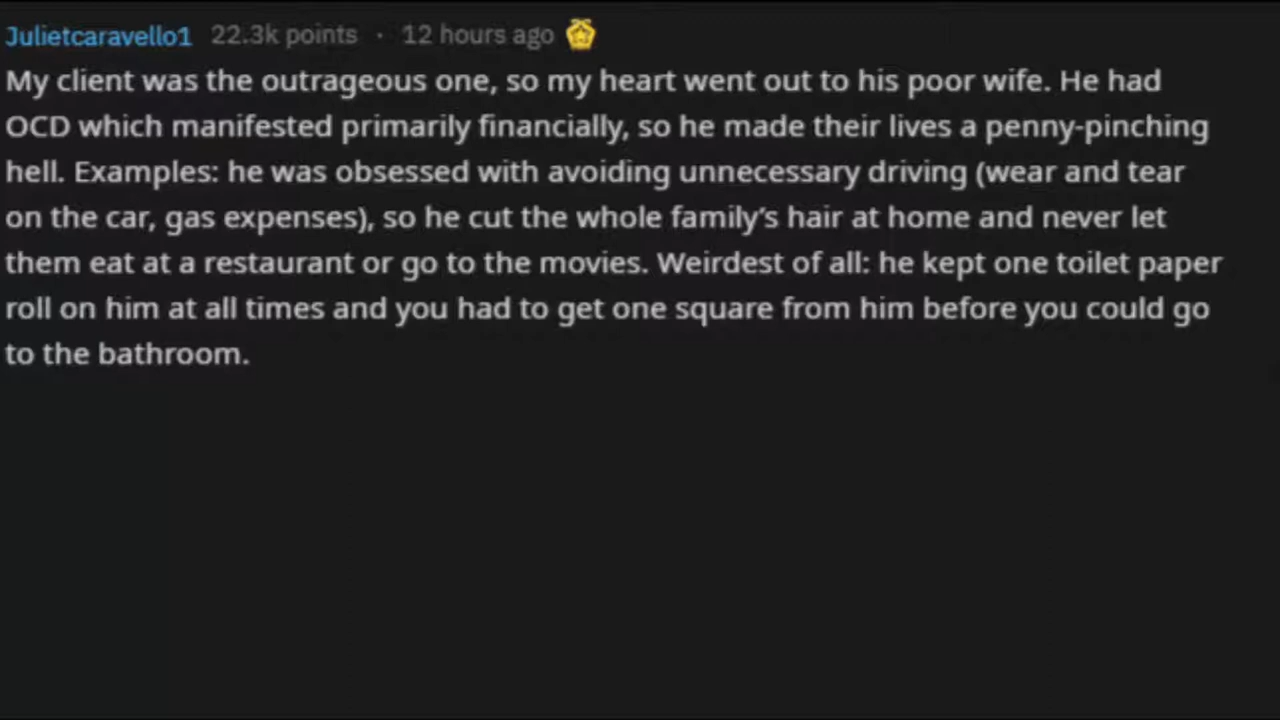 Julietcaravello1 22.3k points · 12 hours ago
My client was the outrageous one, so my heart went out to his poor wife. He had
OCD which manifested primarily financially, so he made their lives a penny-pinching
hell. Examples: he was obsessed with avoiding unnecessary driving (wear and tear
on the car, gas expenses), so he cut the whole family’s hair at home and never let
them eat at a restaurant or go to the movies. Weirdest of all: he kept one toilet paper
roll on him at all times and you had to get one square from him before you could go
to the bathroom.